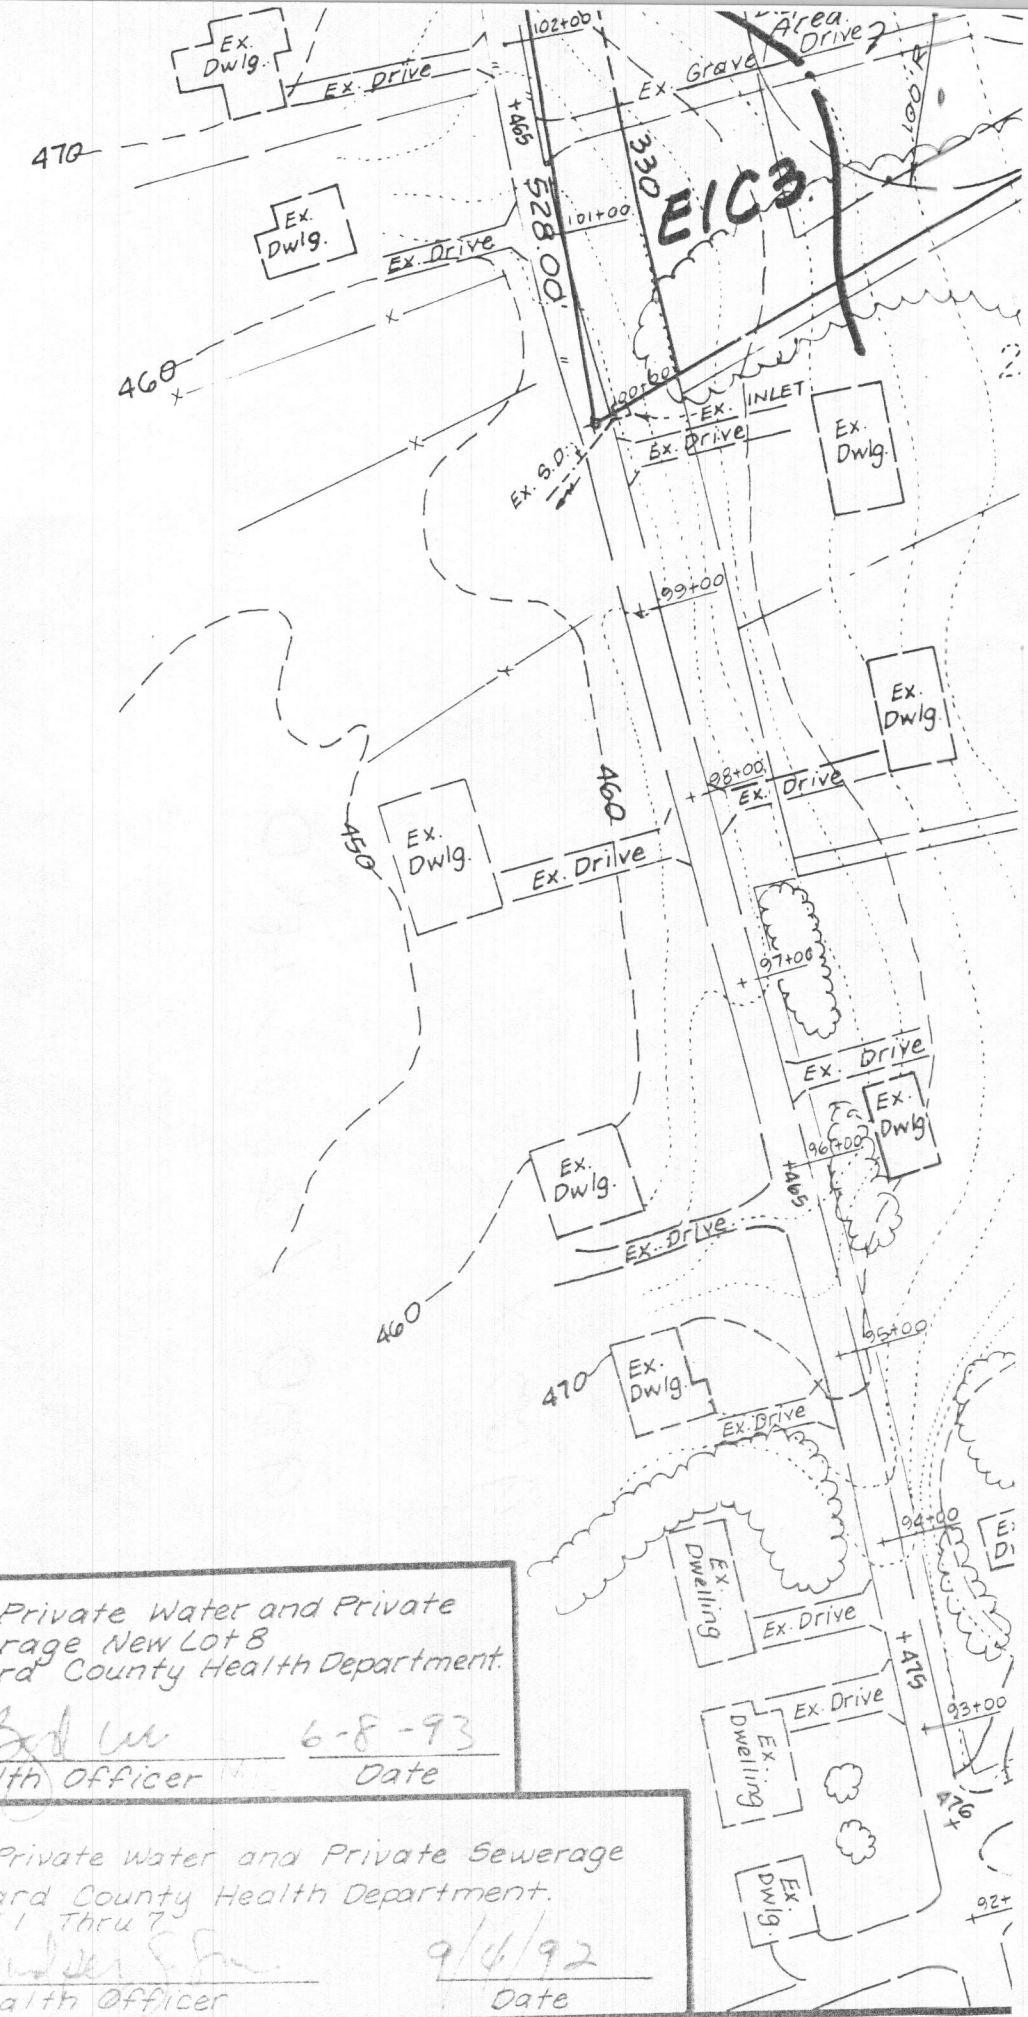 102+00
Area
Drive
Ex.
Dwlg.
Ex. Drive
Ex. Gravel
+465
470
330
E1C3
100.
Ex.
Dwlg.
528.00'
101+00
Ex. Drive
460
100+00
Ex. INLET
Ex. Drive
Ex.
Dwlg.
Ex. S.D.
99+00
Ex.
Dwlg.
98+00
Ex. Drive
460
450
Ex.
Dwlg.
Ex. Drive
97+00
Ex. Drive
Ex.
Dwlg.
96+00
+465
Ex.
Dwlg.
Ex. Drive
460
95+00
470
Ex.
Dwlg.
Ex. Drive
94+00
Ex.
Dwelling
Ex. Drive
+475
Ex. Drive
93+00
Ex.
Dwelling
476
+
Ex.
Dwlg.
92+
Private Water and Private
rage New Lot 8
rd County Health Department.
6-8-93
lth Officer
Date
Private Water and Private Sewerage
ard County Health Department.
1 Thru 7
9/4/92
alth Officer
Date